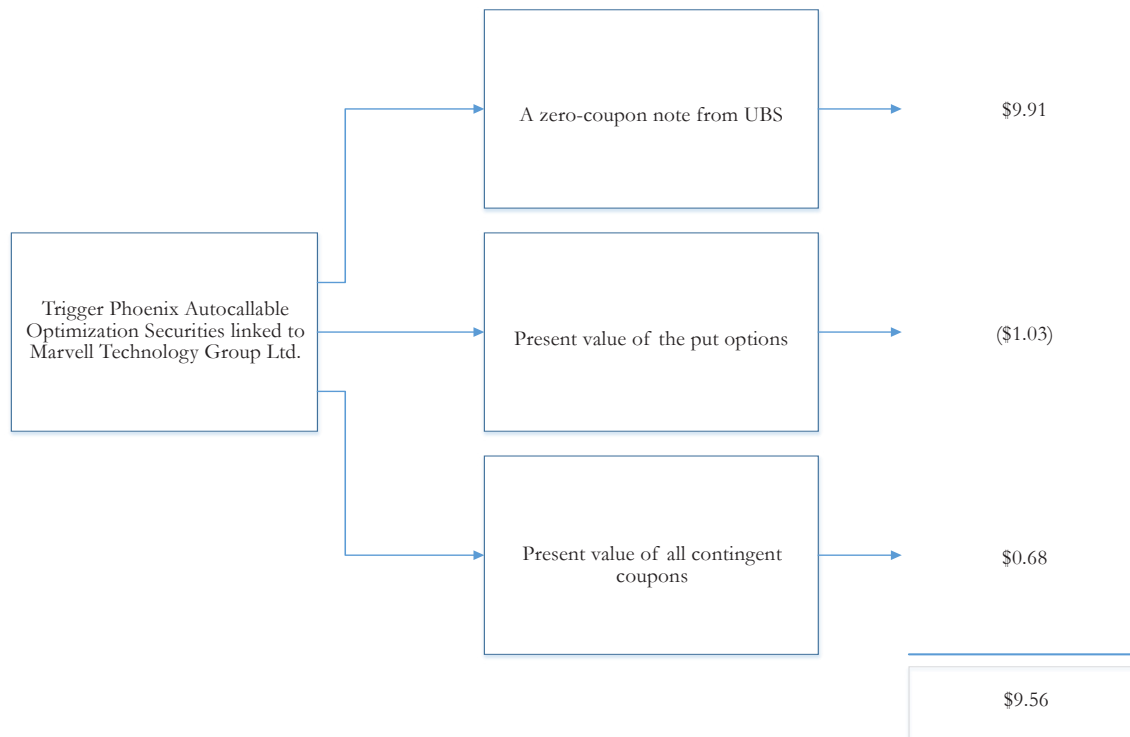 A zero-coupon note from UBS
$9.91
Trigger Phoenix Autocallable
Optimization Securities linked to
Marvell Technology Group Ltd.
Present value of the put options
($1.03)
Present value of all contingent
coupons
$0.68
$9.56